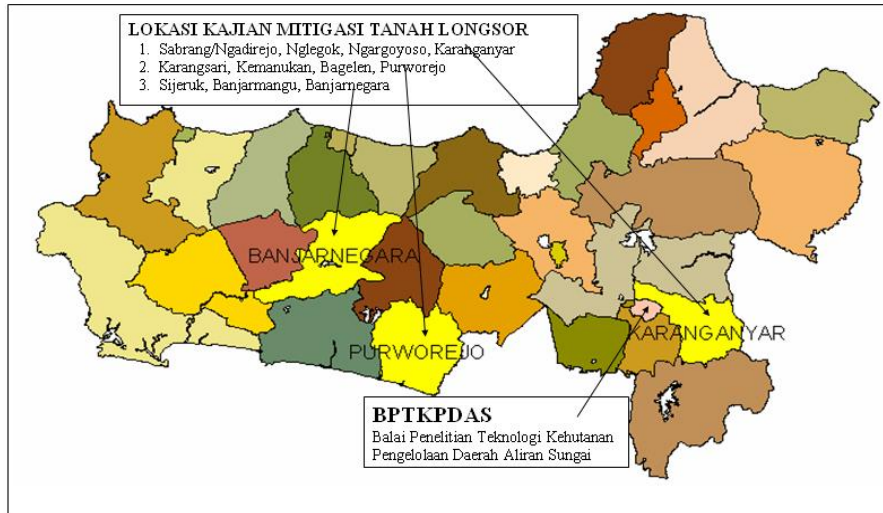 LOKASI KAJIAN MITIGASI TANAH LONGSOR
1. Sabrang/Ngadirejo, Nglegok, Ngargoyoso, Karanganyar
2. Karangsari, Kemanukan, Bagelen, Purworejo
3. Sijeruk, Banjarmangu, Banjarnegara
BANJARNEGARA
PURWOREJO
KARANGANYAR
BPTKPDAS
Balai Penelitian Teknologi Kehutanan
Pengelolaan Daerah Aliran Sungai